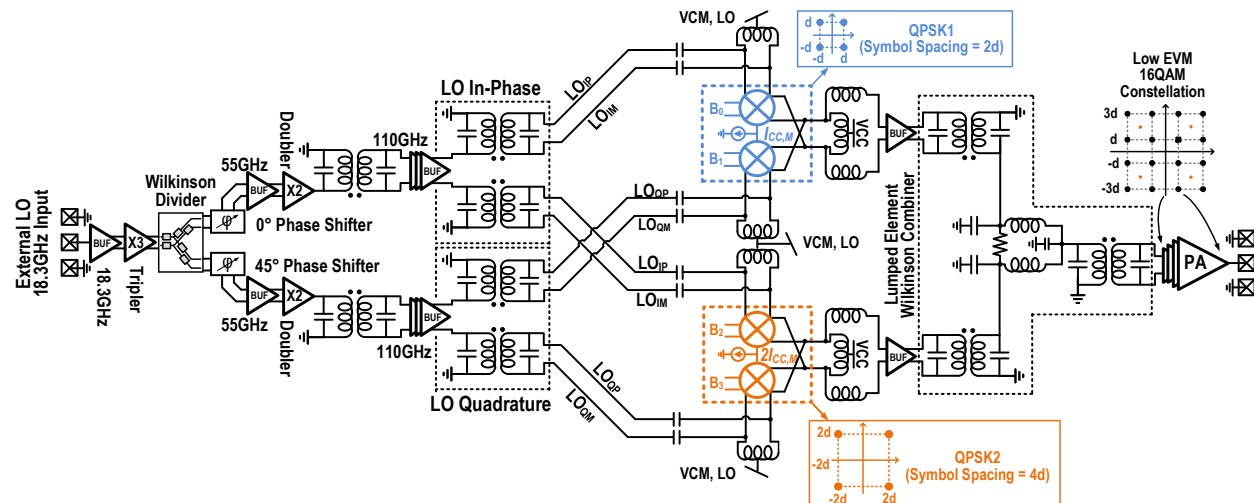 External LO
18.3GHz Input
BUF
18.3GHz
X3
Tripler
Wilkinson
Divider
φ
0° Phase Shifter
φ
45° Phase Shifter
55GHz
BUF
X2
Doubler
55GHz
BUF
X2
Doubler
110GHz
BUF
110GHz
BUF
LO In-Phase
LO Quadrature
LOIP
LOIM
LOQP
LOQM
LOIP
LOIM
LOQP
LOQM
VCM, LO
VCM, LO
VCM, LO
B0
B1
ICC,M
B2
B3
2ICC,M
VCC
VCC
BUF
BUF
QPSK1
(Symbol Spacing = 2d)
d
-d
-d
d
QPSK2
(Symbol Spacing = 4d)
2d
-2d
-2d
2d
Lumped Element
Wilkinson Combiner
Low EVM
16QAM
Constellation
3d
d
-d
-3d
PA